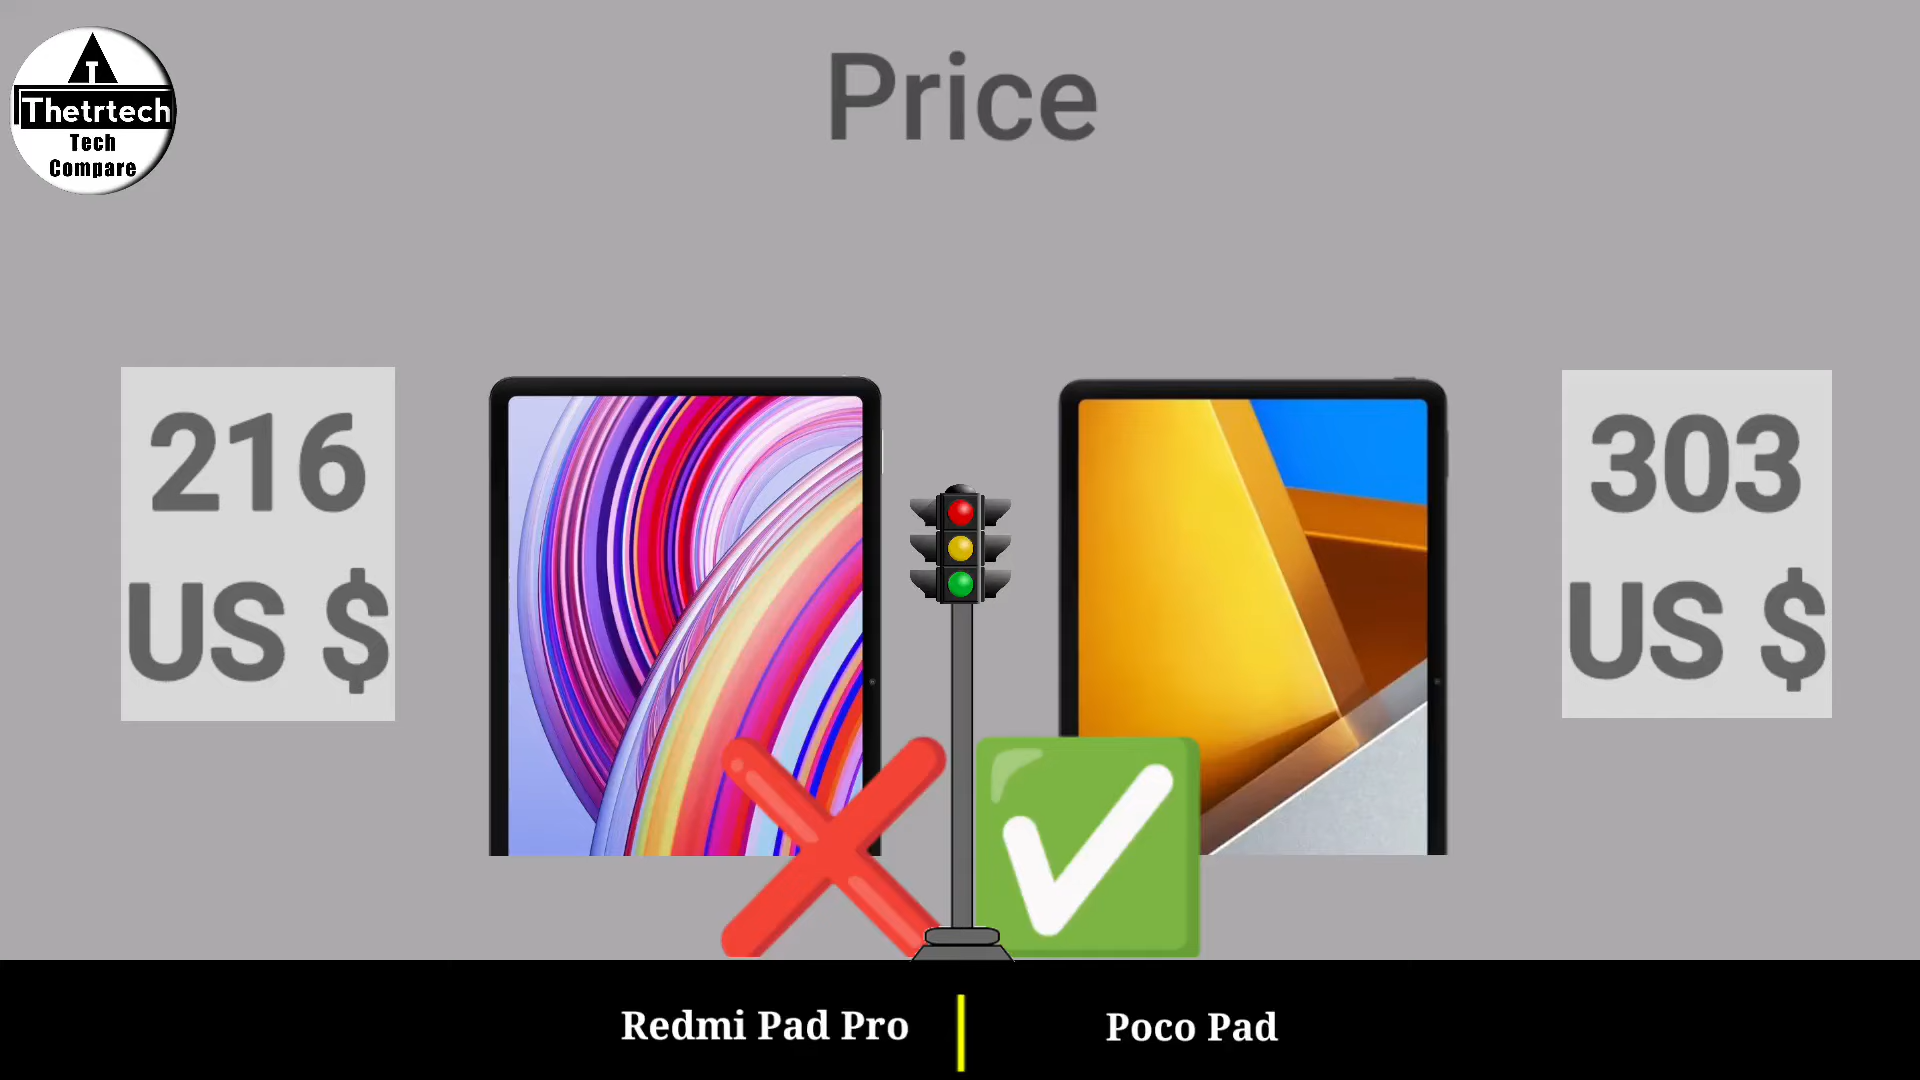 T
Thetrtech
Tech
Compare
Price
216
US $
303
US $
Redmi Pad Pro
Poco Pad